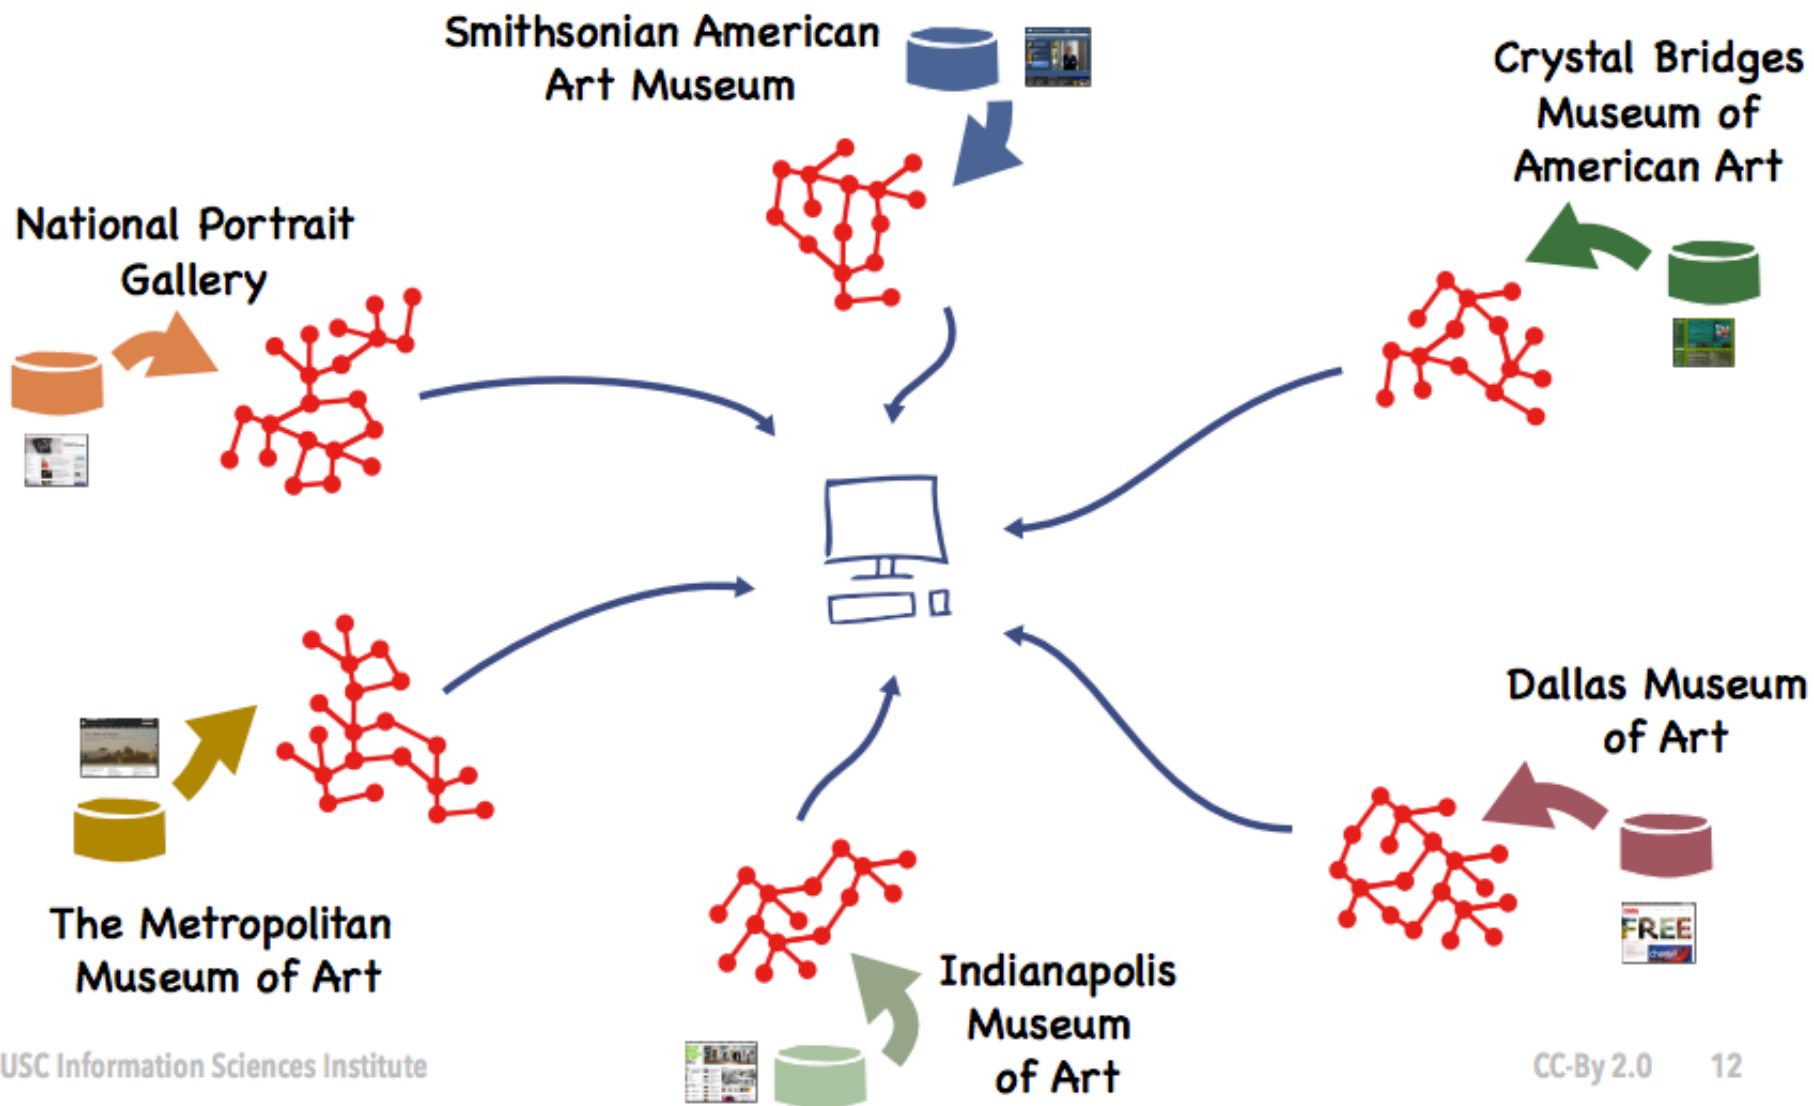 Smithsonian American
Art Museum
Crystal Bridges
Museum of
American Art
National Portrait
Gallery
Dallas Museum
of Art
FREE
The Metropolitan
Museum of Art
Indianapolis
Museum
of Art
USC Information Sciences Institute
CC-By 2.0
12